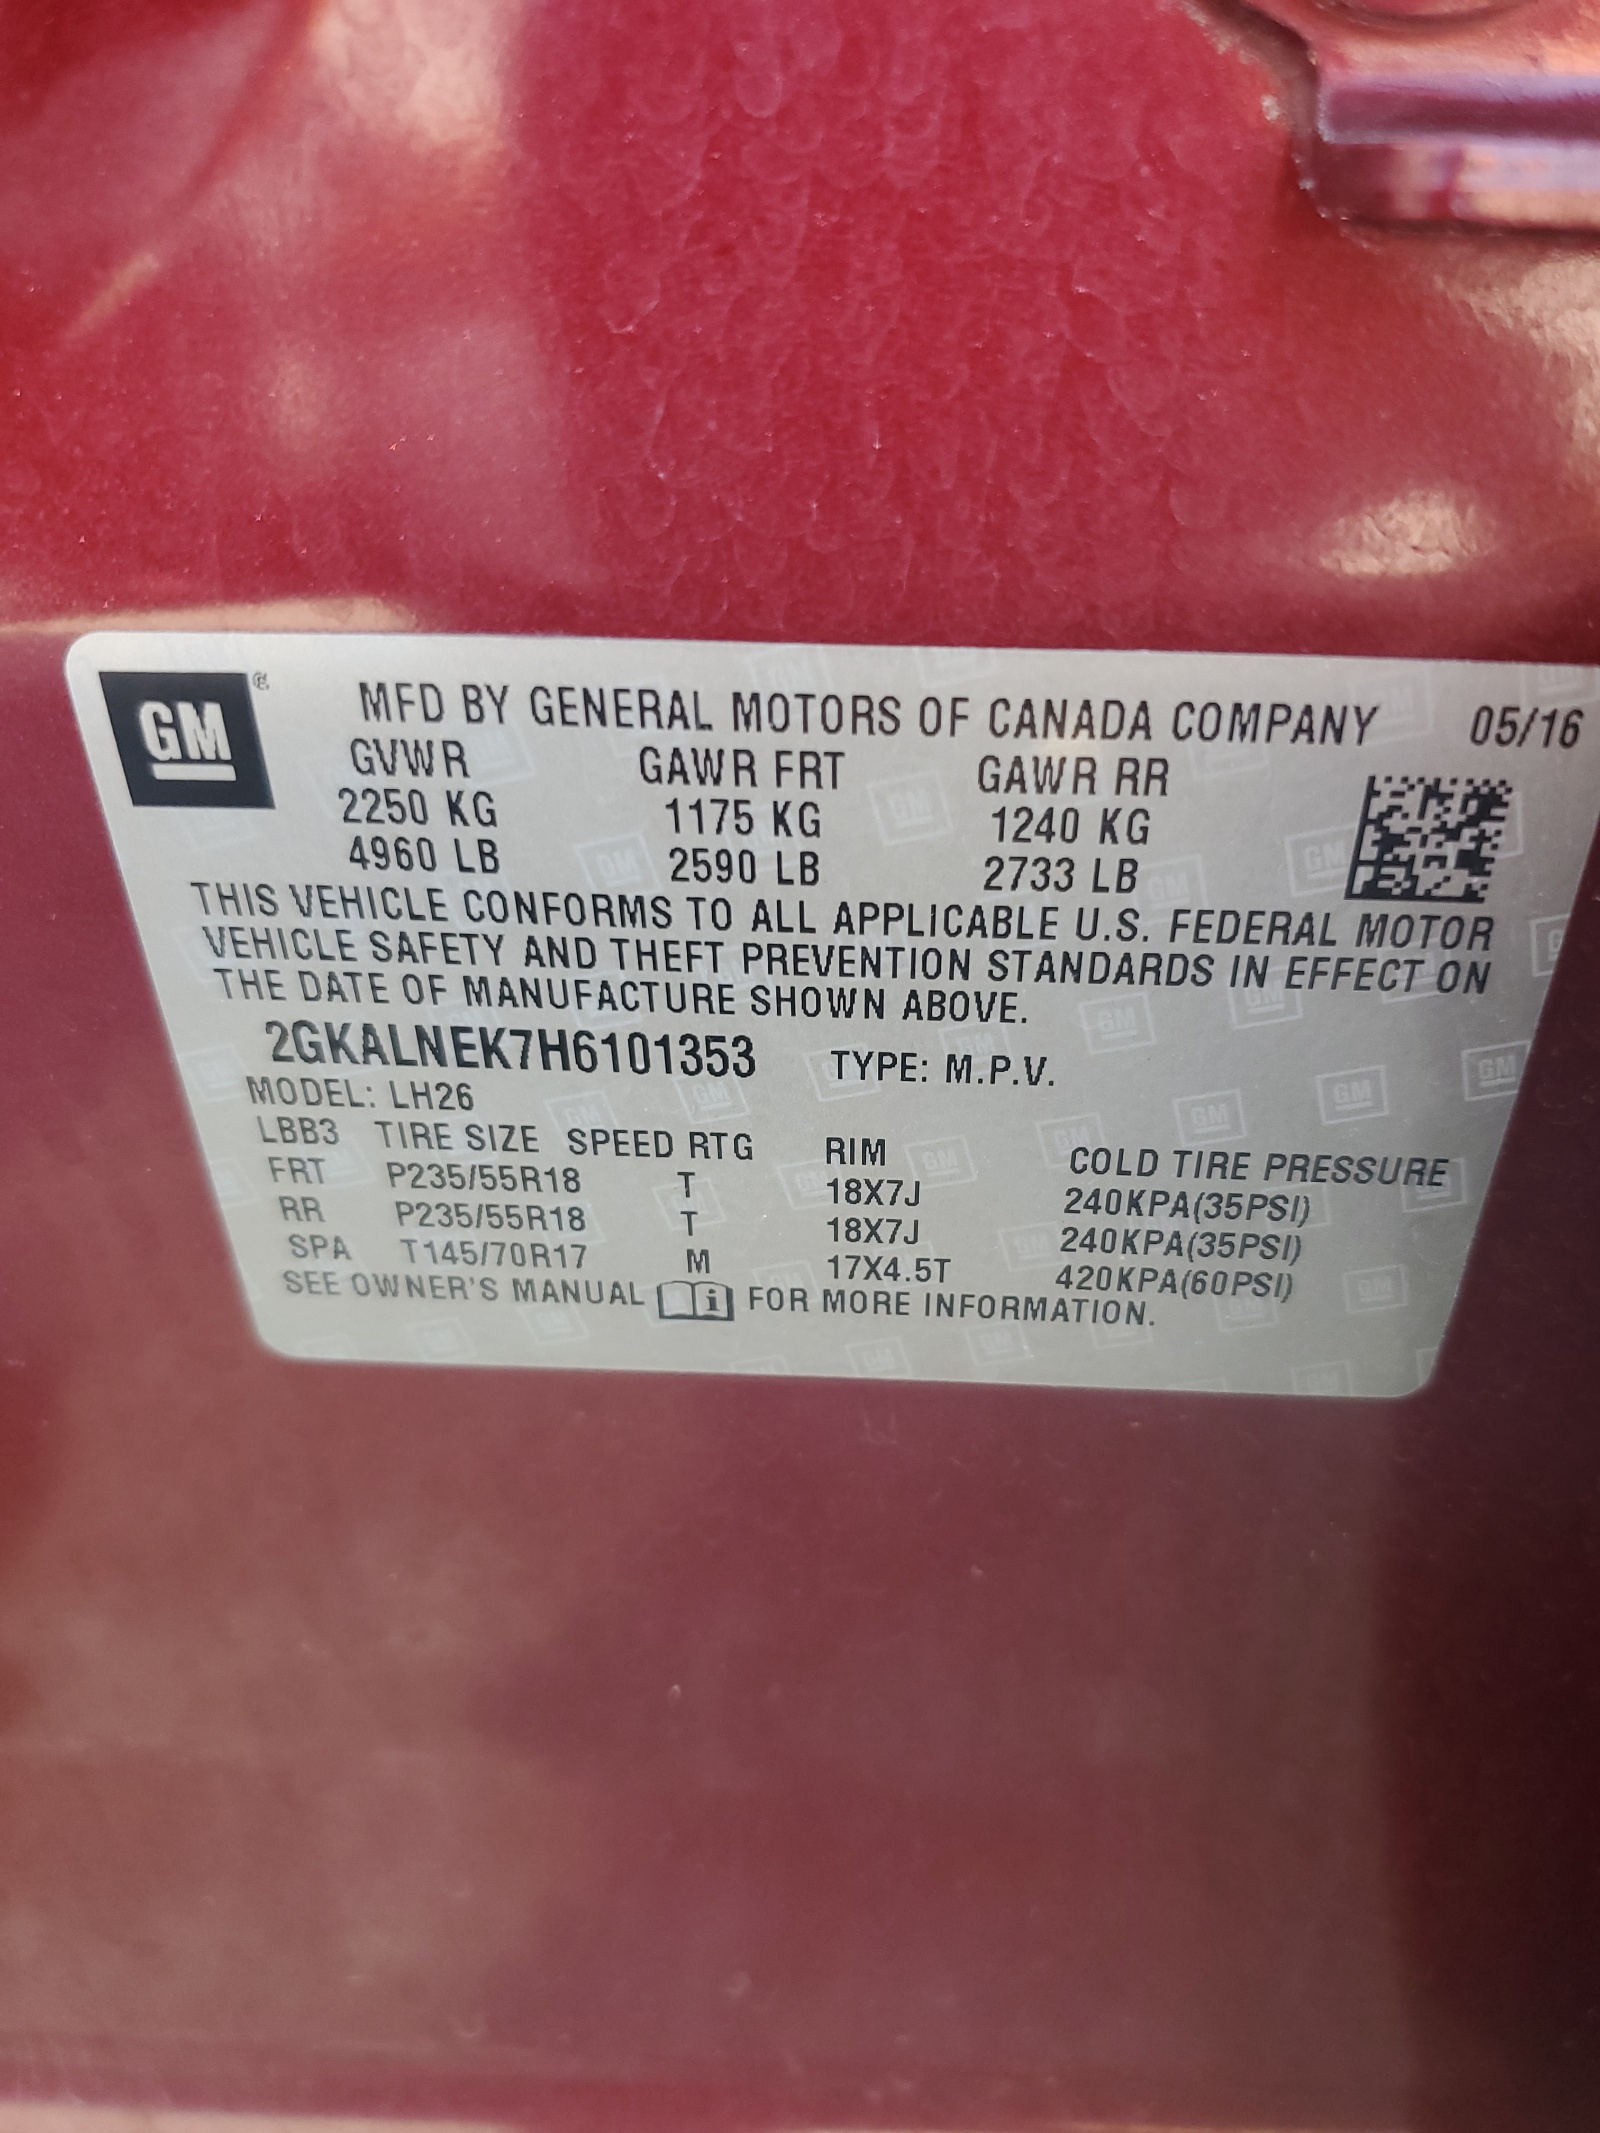 GM ® MFD BY GENERAL MOTORS OF CANADA COMPANY 05/16
GVWR GAWR FRT GAWR RR
2250 KG 1175 KG 1240 KG
4960 LB 2590 LB 2733 LB
THIS VEHICLE CONFORMS TO ALL APPLICABLE U.S. FEDERAL MOTOR
VEHICLE SAFETY AND THEFT PREVENTION STANDARDS IN EFFECT ON
THE DATE OF MANUFACTURE SHOWN ABOVE.
2GKALNEK7H6101353 TYPE: M.P.V.
MODEL: LH26
LBB3 TIRE SIZE SPEED RTG RIM COLD TIRE PRESSURE
FRT P235/55R18 T 18X7J 240KPA(35PSI)
RR P235/55R18 T 18X7J 240KPA(35PSI)
SPA T145/70R17 M 17X4.5T 420KPA(60PSI)
SEE OWNER'S MANUAL i FOR MORE INFORMATION.